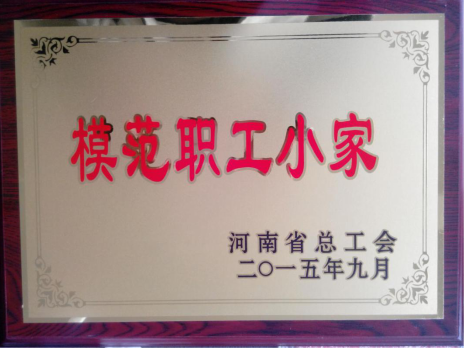 模范职工小家
河南省总工会
二〇一五年九月